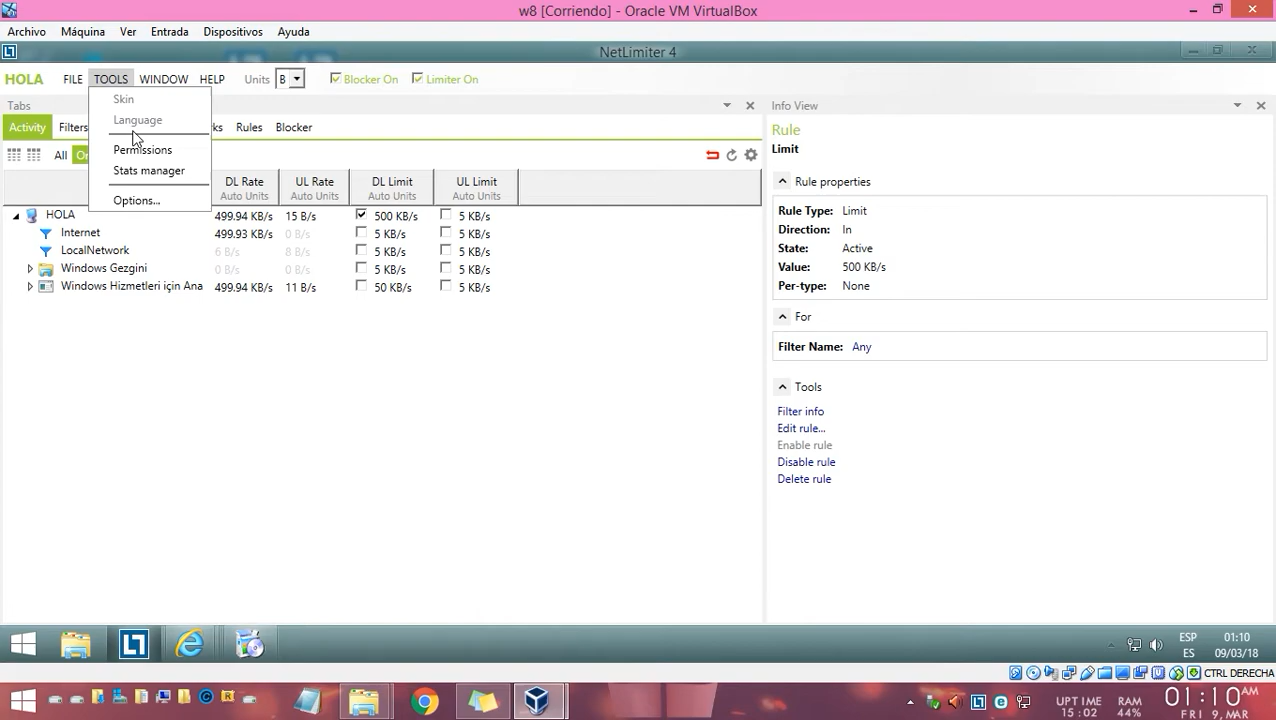 w8 [Corriendo] - Oracle VM VirtualBox
Archivo Máquina Ver Entrada Dispositivos Ayuda
NetLimiter 4
HOLA FILE TOOLS WINDOW HELP Units B Blocker On Limiter On
Skin
Language
Permissions
Stats manager
Options...
Tabs
Activity Filters ks Rules Blocker
All On
DL Rate UL Rate DL Limit UL Limit
Auto Units Auto Units Auto Units Auto Units
HOLA 499.94 KB/s 15 B/s 500 KB/s 5 KB/s
Internet 499.93 KB/s 0 B/s 5 KB/s 5 KB/s
LocalNetwork 6 B/s 8 B/s 5 KB/s 5 KB/s
Windows Gezgini 0 B/s 0 B/s 5 KB/s 5 KB/s
Windows Hizmetleri için Ana 499.94 KB/s 11 B/s 50 KB/s 5 KB/s
Info View
Rule
Limit
Rule properties
Rule Type: Limit
Direction: In
State: Active
Value: 500 KB/s
Per-type: None
For
Filter Name: Any
Tools
Filter info
Edit rule...
Enable rule
Disable rule
Delete rule
ESP 01:10
ES 09/03/18
CTRL DERECHA
UPTIME RAM 01:10 AM
15:02 44% FRI 9, MAR